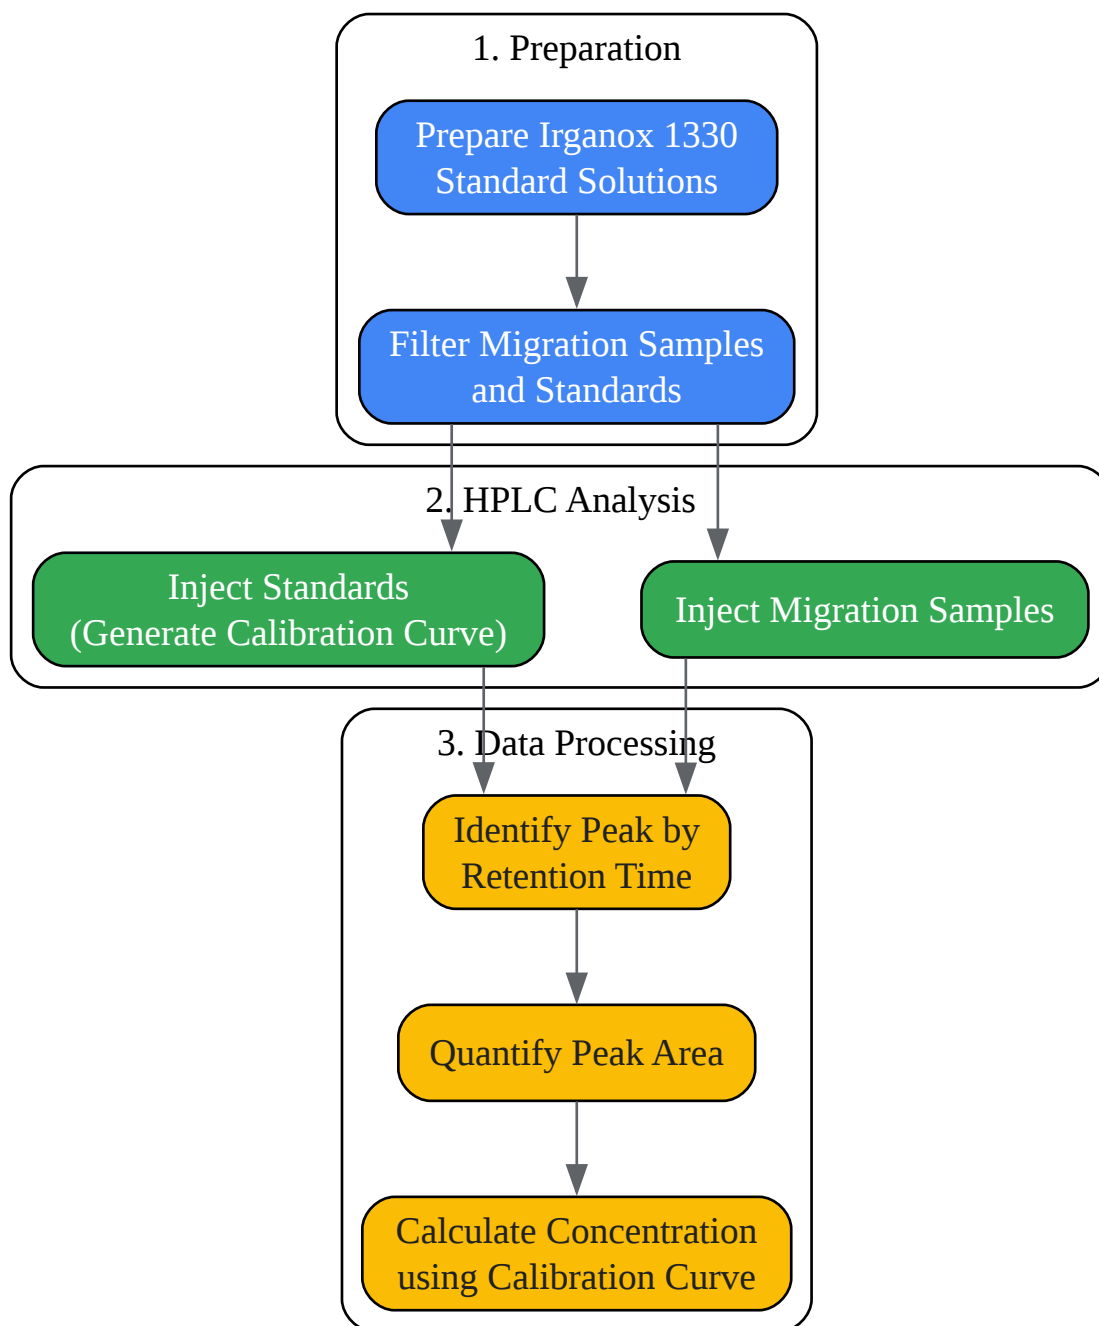 1. Preparation
Prepare Irganox 1330
Standard Solutions
Filter Migration Samples
and Standards
2. HPLC Analysis
Inject Standards
(Generate Calibration Curve)
Inject Migration Samples
3. Data Processing
Identify Peak by
Retention Time
Quantify Peak Area
Calculate Concentration
using Calibration Curve